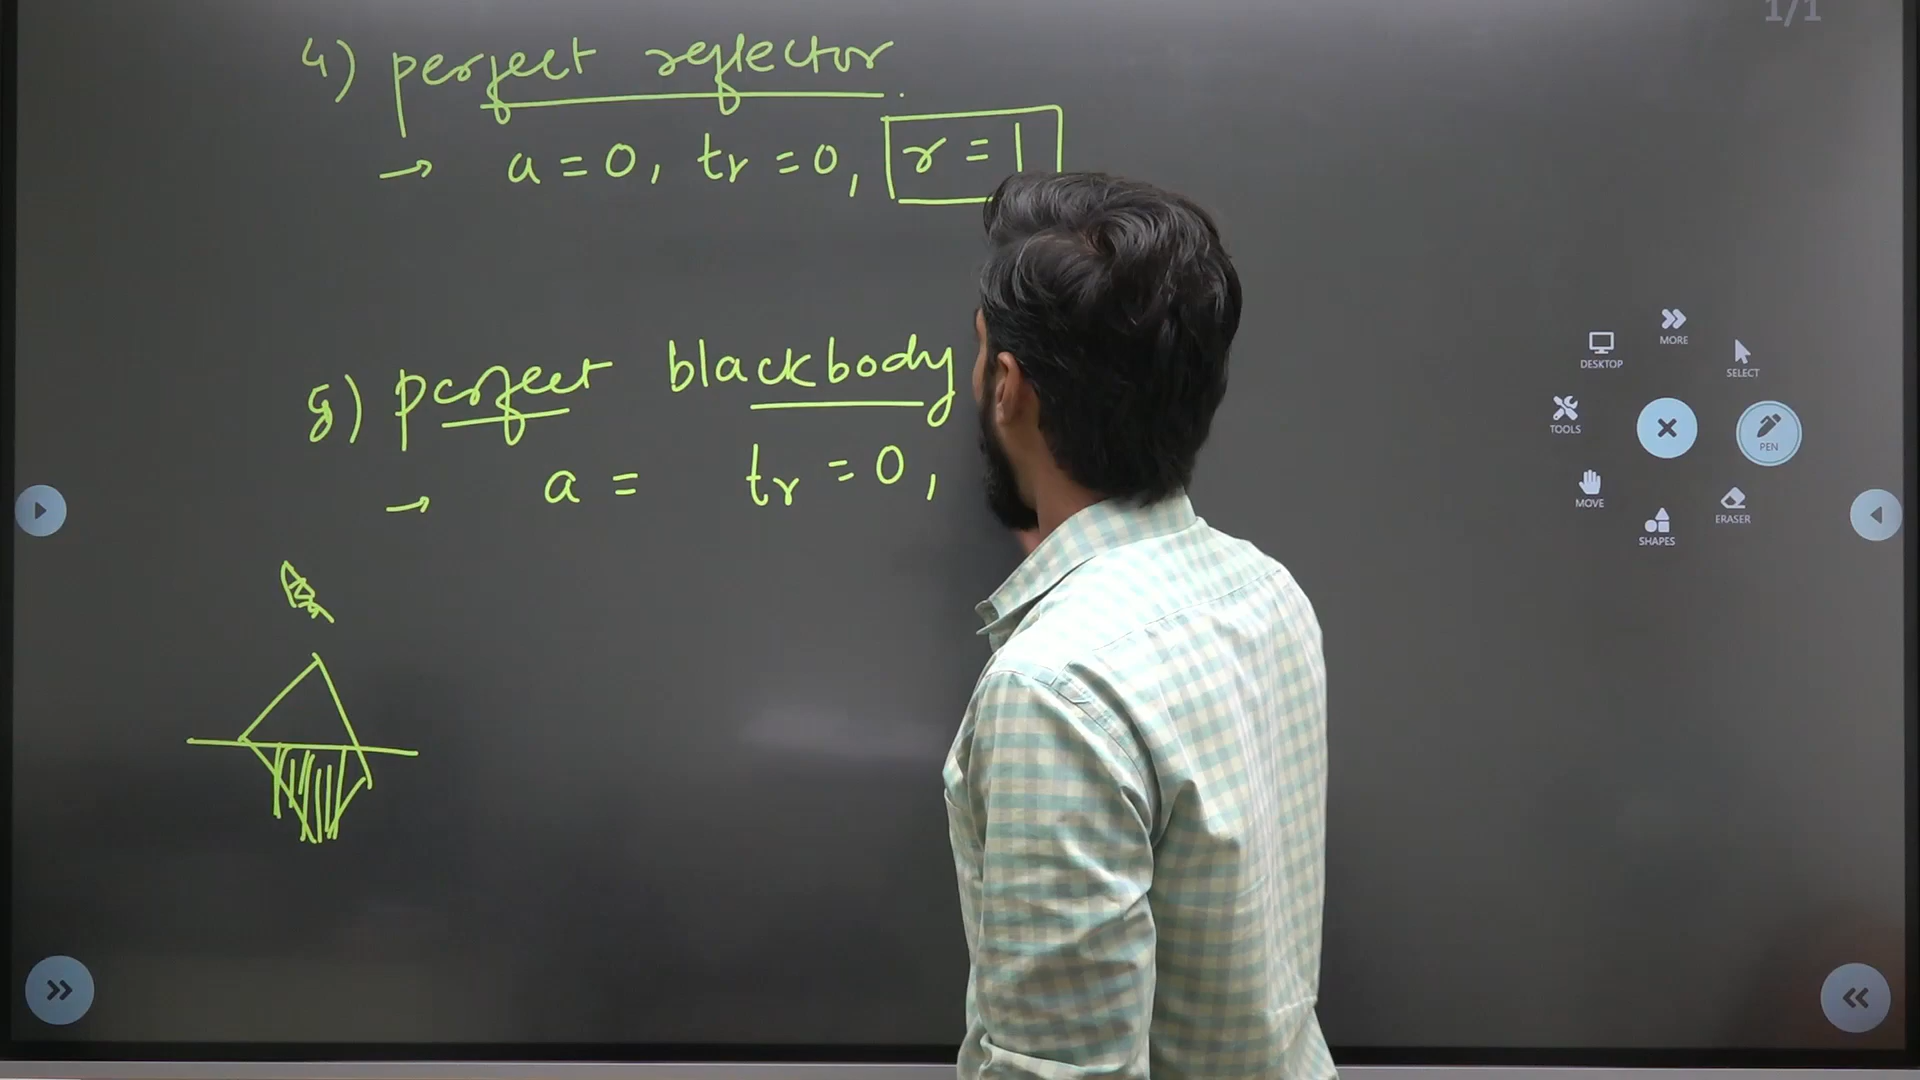 1/1
4) perfect reflector.
→ a = 0, tr = 0, r = 1
5) perfect blackbody
→ a = tr = 0,
MORE
DESKTOP
SELECT
TOOLS
PEN
MOVE
ERASER
SHAPES